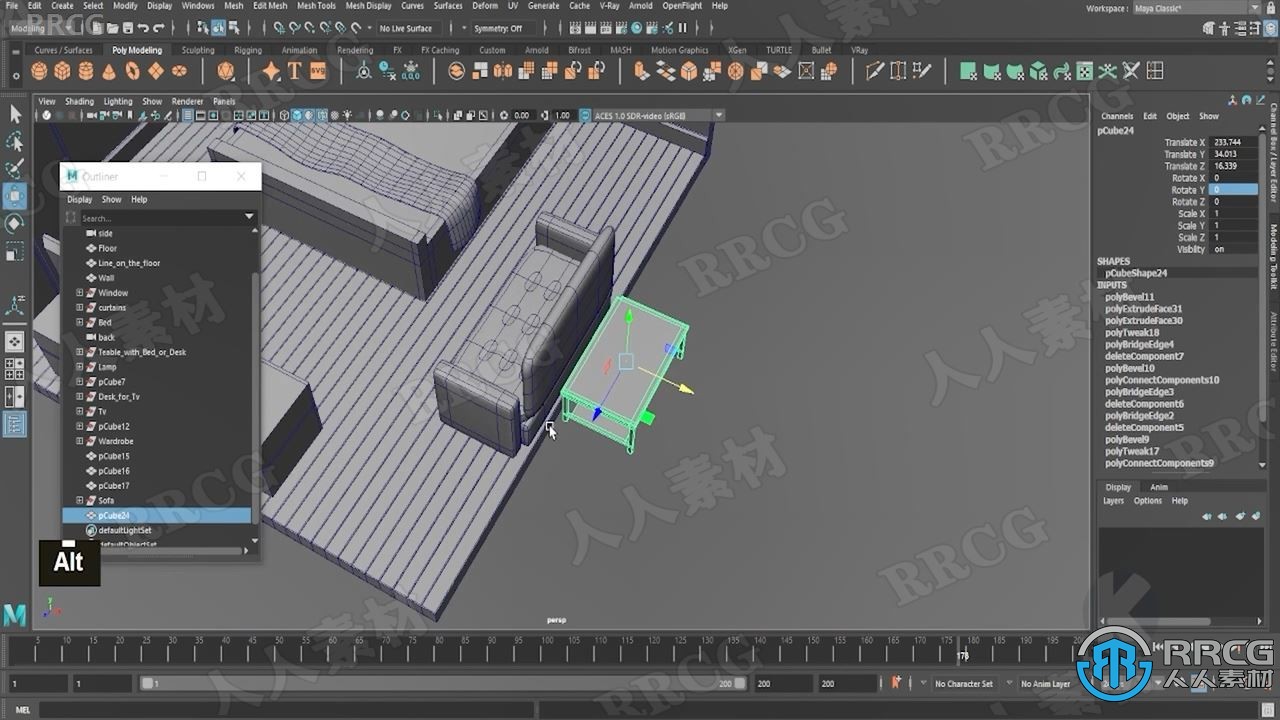 File Edit Create Select Modify Display Windows Mesh Edit Mesh Mesh Tools Mesh Display Curves Surfaces Deform UV Generate Cache V-Ray Arnold OpenFlight Help
Workspace : Maya Classic*
Modeling
No Live Surface
Symmetry: Off
Curves / Surfaces Poly Modeling Sculpting Rigging Animation Rendering FX FX Caching Custom Arnold Bifrost MASH Motion Graphics XGen TURTLE Bullet VRay
View Shading Lighting Show Renderer Panels
0.00
1.00
ACES 1.0 SDR-video (sRGB)
Outliner
Display Show Help
Search...
side
Floor
Line_on_the_floor
Wall
Window
curtains
Bed
back
Teable_with_Bed_or_Desk
Lamp
pCube7
Desk_for_Tv
Tv
pCube12
Wardrobe
pCube15
pCube16
pCube17
Sofa
pCube24
defaultLightSet
defaultObjectSet
Alt
persp
Channels Edit Object Show
pCube24
Translate X 233.744
Translate Y 34.013
Translate Z 16.339
Rotate X 0
Rotate Y 0
Rotate Z 0
Scale X 1
Scale Y 1
Scale Z 1
Visiblity on
SHAPES
pCubeShape24
INPUTS
polyBevel11
polyExtrudeFace31
polyExtrudeFace30
polyTweak18
polyBridgeEdge4
deleteComponent7
polyBevel10
polyConnectComponents10
polyBridgeEdge3
deleteComponent6
polyBridgeEdge2
deleteComponent5
polyBevel9
polyTweak17
polyConnectComponents9
Display Anim
Layers Options Help
Channel Box / Layer Editor
Modeling Toolkit
Attribute Editor
5 10 15 20 25 30 35 40 45 50 55 60 65 70 75 80 85 90 95 100 105 110 115 120 125 130 135 140 145 150 155 160 165 170 175 180 185 190 195
178
1 1 1 200 200 200
No Character Set
No Anim Layer
MEL
RRCG
人人素材